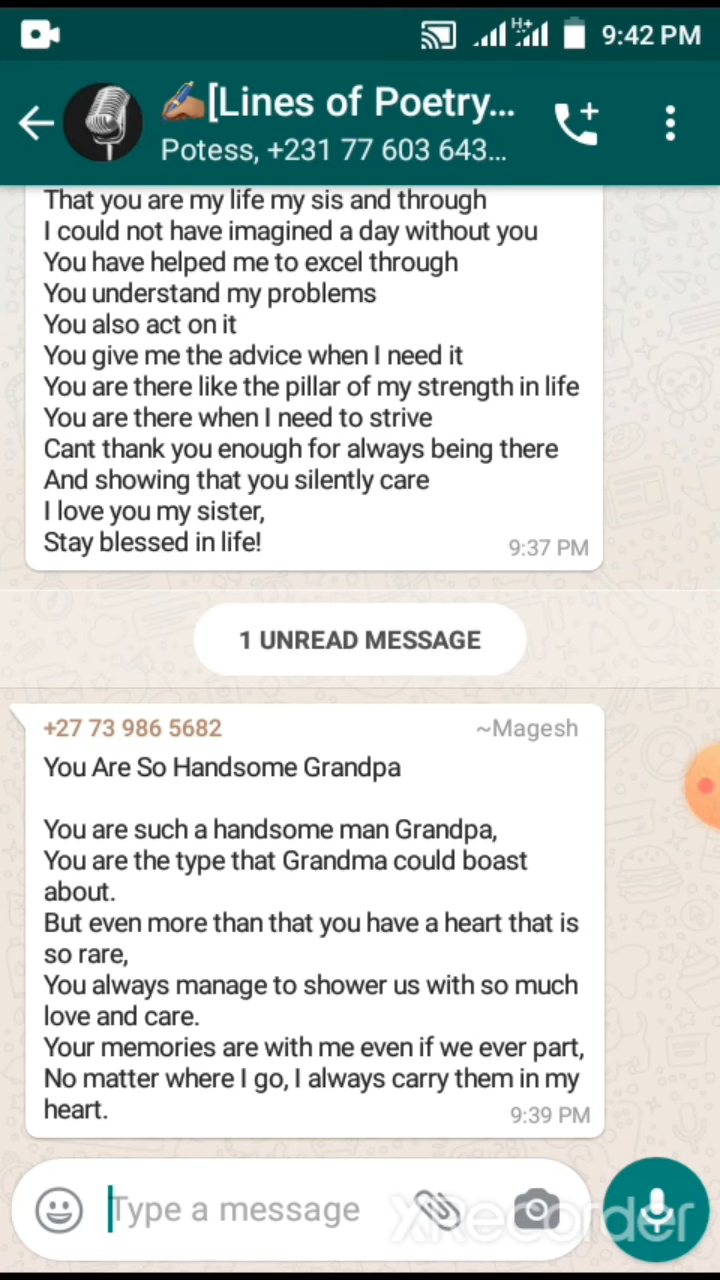 H+
9:42 PM
✍🏽[Lines of Poetry...
Potess, +231 77 603 643...
That you are my life my sis and through
I could not have imagined a day without you
You have helped me to excel through
You understand my problems
You also act on it
You give me the advice when I need it
You are there like the pillar of my strength in life
You are there when I need to strive
Cant thank you enough for always being there
And showing that you silently care
I love you my sister,
Stay blessed in life!
9:37 PM
1 UNREAD MESSAGE
+27 73 986 5682 ~Magesh
You Are So Handsome Grandpa
You are such a handsome man Grandpa,
You are the type that Grandma could boast
about.
But even more than that you have a heart that is
so rare,
You always manage to shower us with so much
love and care.
Your memories are with me even if we ever part,
No matter where I go, I always carry them in my
heart.
9:39 PM
Type a message
XRecorder